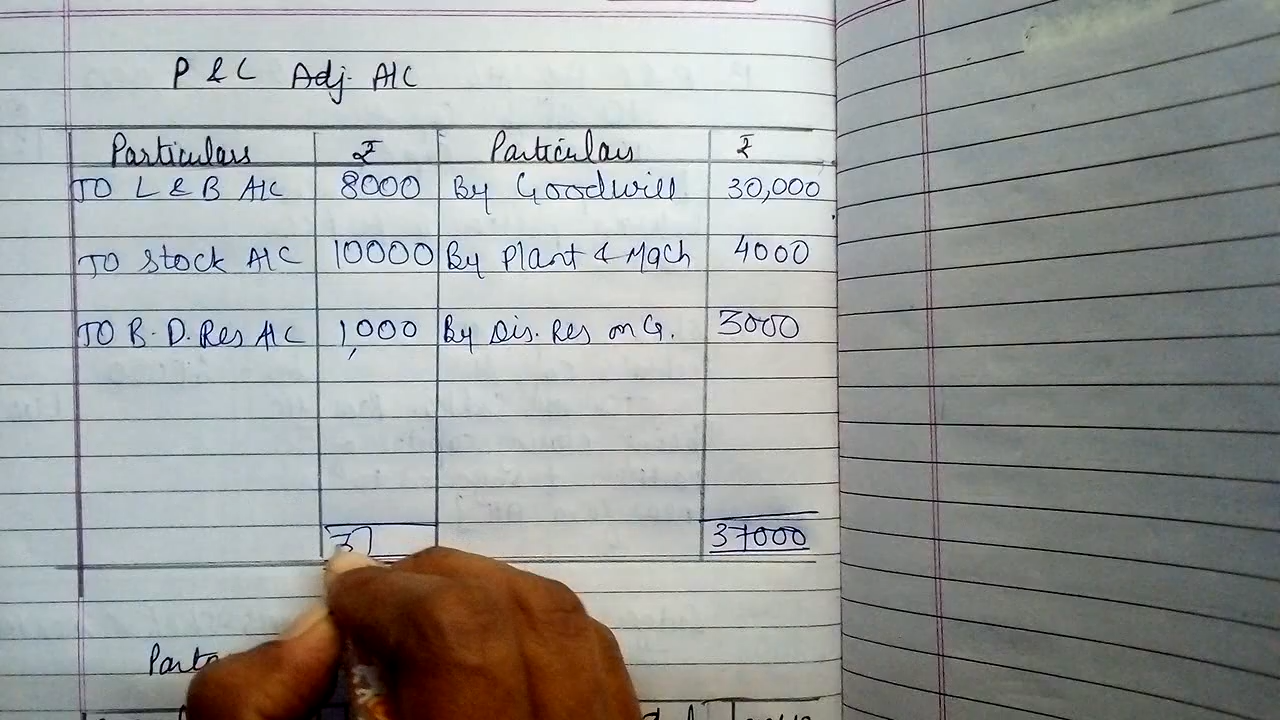 P & L Adj. A/C
Particulars ₹ Particulars ₹
TO L & B A/C 8000 By Goodwill 30,000
TO Stock A/C 10000 By Plant & Mach 4000
TO B. D. Res A/C 1,000 By Dis. Res on G. 3000
37 37000